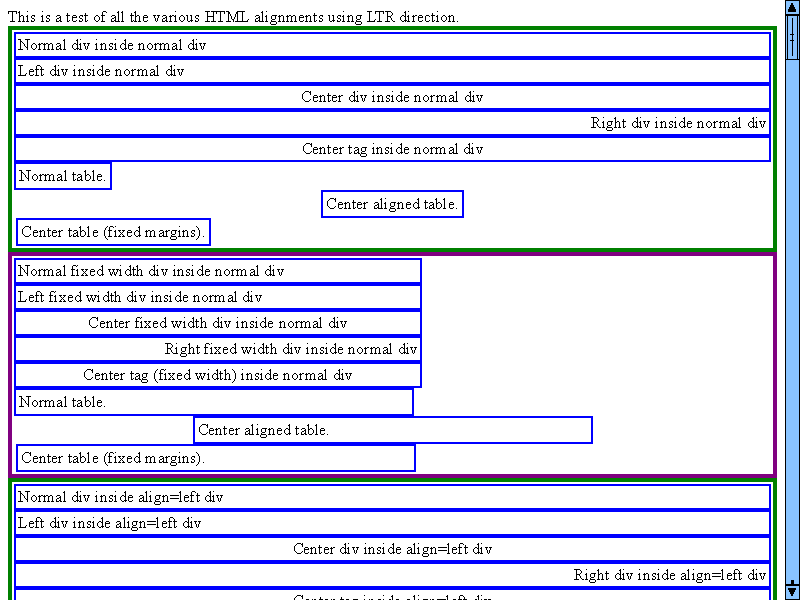 This is a test of all the various HTML alignments using LTR direction.
Normal div inside normal div
Left div inside normal div
Center div inside normal div
Right div inside normal div
Center tag inside normal div
Normal table.
Center aligned table.
Center table (fixed margins).
Normal fixed width div inside normal div
Left fixed width div inside normal div
Center fixed width div inside normal div
Right fixed width div inside normal div
Center tag (fixed width) inside normal div
Normal table.
Center aligned table.
Center table (fixed margins).
Normal div inside align=left div
Left div inside align=left div
Center div inside align=left div
Right div inside align=left div
Center tag inside align=left div